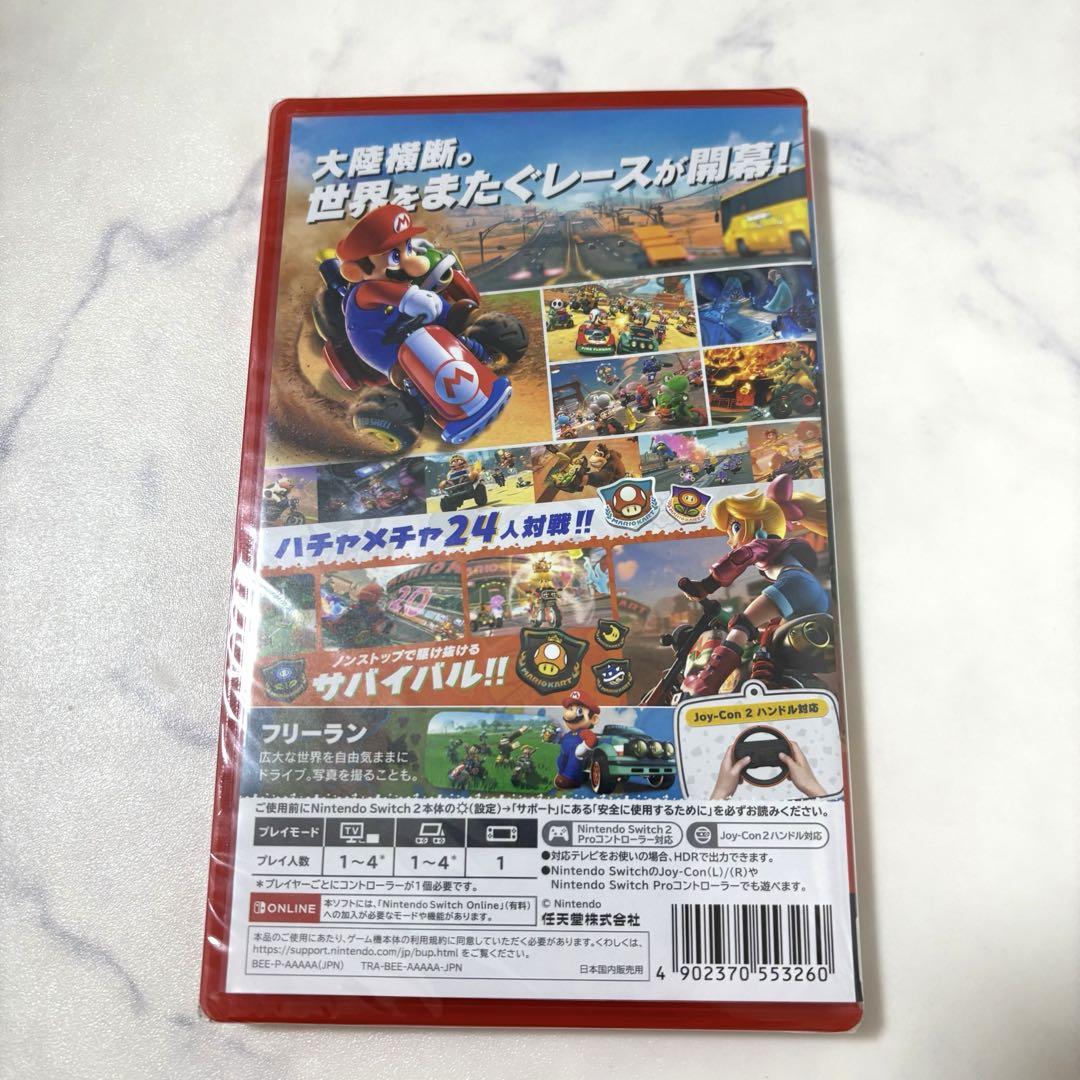 大陸横断。
世界をまたぐレースが開幕!
M
M
MARIO KART
MARIO KART
ハチャメチャ24人対戦!!
20
ノンストップで駆け抜ける
サバイバル!!
MARIO KART
フリーラン
広大な世界を自由気ままに
ドライブ。写真を撮ることも。
Joy-Con 2 ハンドル対応
ご使用前にNintendo Switch 2本体の(設定)→「サポート」にある「安全に使用するために」を必ずお読みください。
プレイモード TV
プレイ人数 1~4* 1~4* 1
*プレイヤーごとにコントローラーが1個必要です。
Nintendo Switch 2
Proコントローラー対応
Joy-Con 2ハンドル対応
●対応テレビをお使いの場合、HDRで出力できます。
●Nintendo SwitchのJoy-Con(L)/(R)や
Nintendo Switch Proコントローラーでも遊べます。
ONLINE
本ソフトには、「Nintendo Switch Online」(有料)
への加入が必要なモードや機能があります。
© Nintendo
任天堂株式会社
本品のご使用にあたり、ゲーム機本体の利用規約に同意していただく必要があります。くわしくは、
https://support.nintendo.com/jp/bup.html をご覧ください。
BEE-P-AAAAA(JPN) TRA-BEE-AAAAA-JPN
日本国内販売用
4 902370 553260